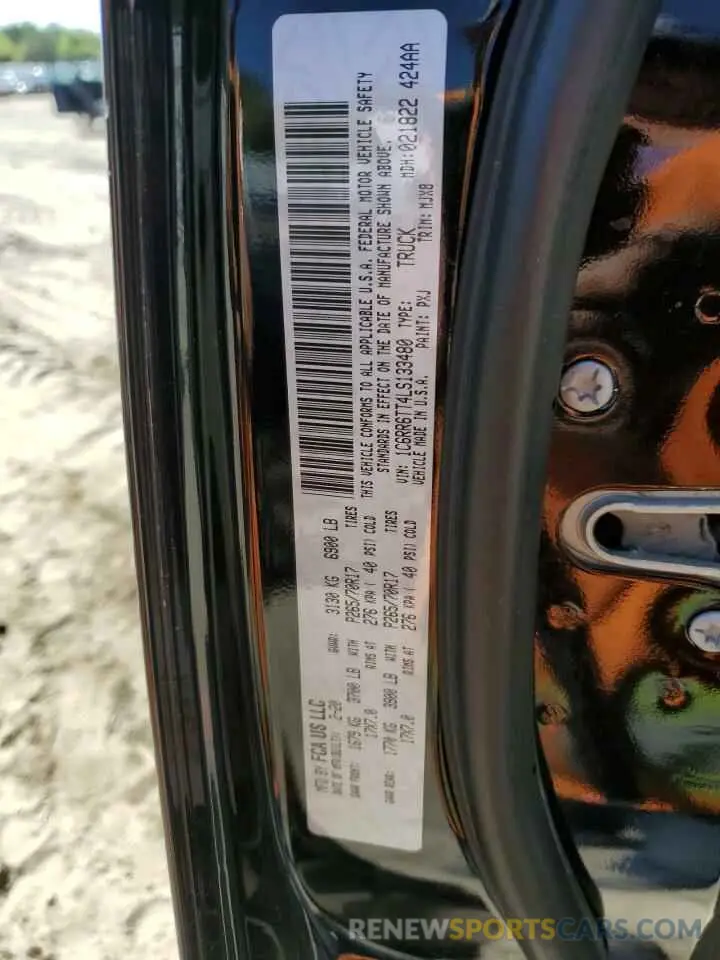 MFD BY FCA US LLC
DATE OF MFR: 2-20 GVWR: 3130 KG 6900 LB
GAWR FRONT: 1679 KG 3700 LB WITH P265/70R17 TIRES
17X7.0 RIMS AT 276 KPA ( 40 PSI) COLD
GAWR REAR: 1770 KG 3900 LB WITH P265/70R17 TIRES
17X7.0 RIMS AT 276 KPA ( 40 PSI) COLD
THIS VEHICLE CONFORMS TO ALL APPLICABLE U.S.A. FEDERAL MOTOR VEHICLE SAFETY
STANDARDS IN EFFECT ON THE DATE OF MANUFACTURE SHOWN ABOVE.
VIN: 1C6RR6TT4LS133480 TYPE: TRUCK MDH:021822 424AA
VEHICLE MADE IN U.S.A. PAINT: PXJ TRIM: MJX8
RENEWSPORTSCARS.COM